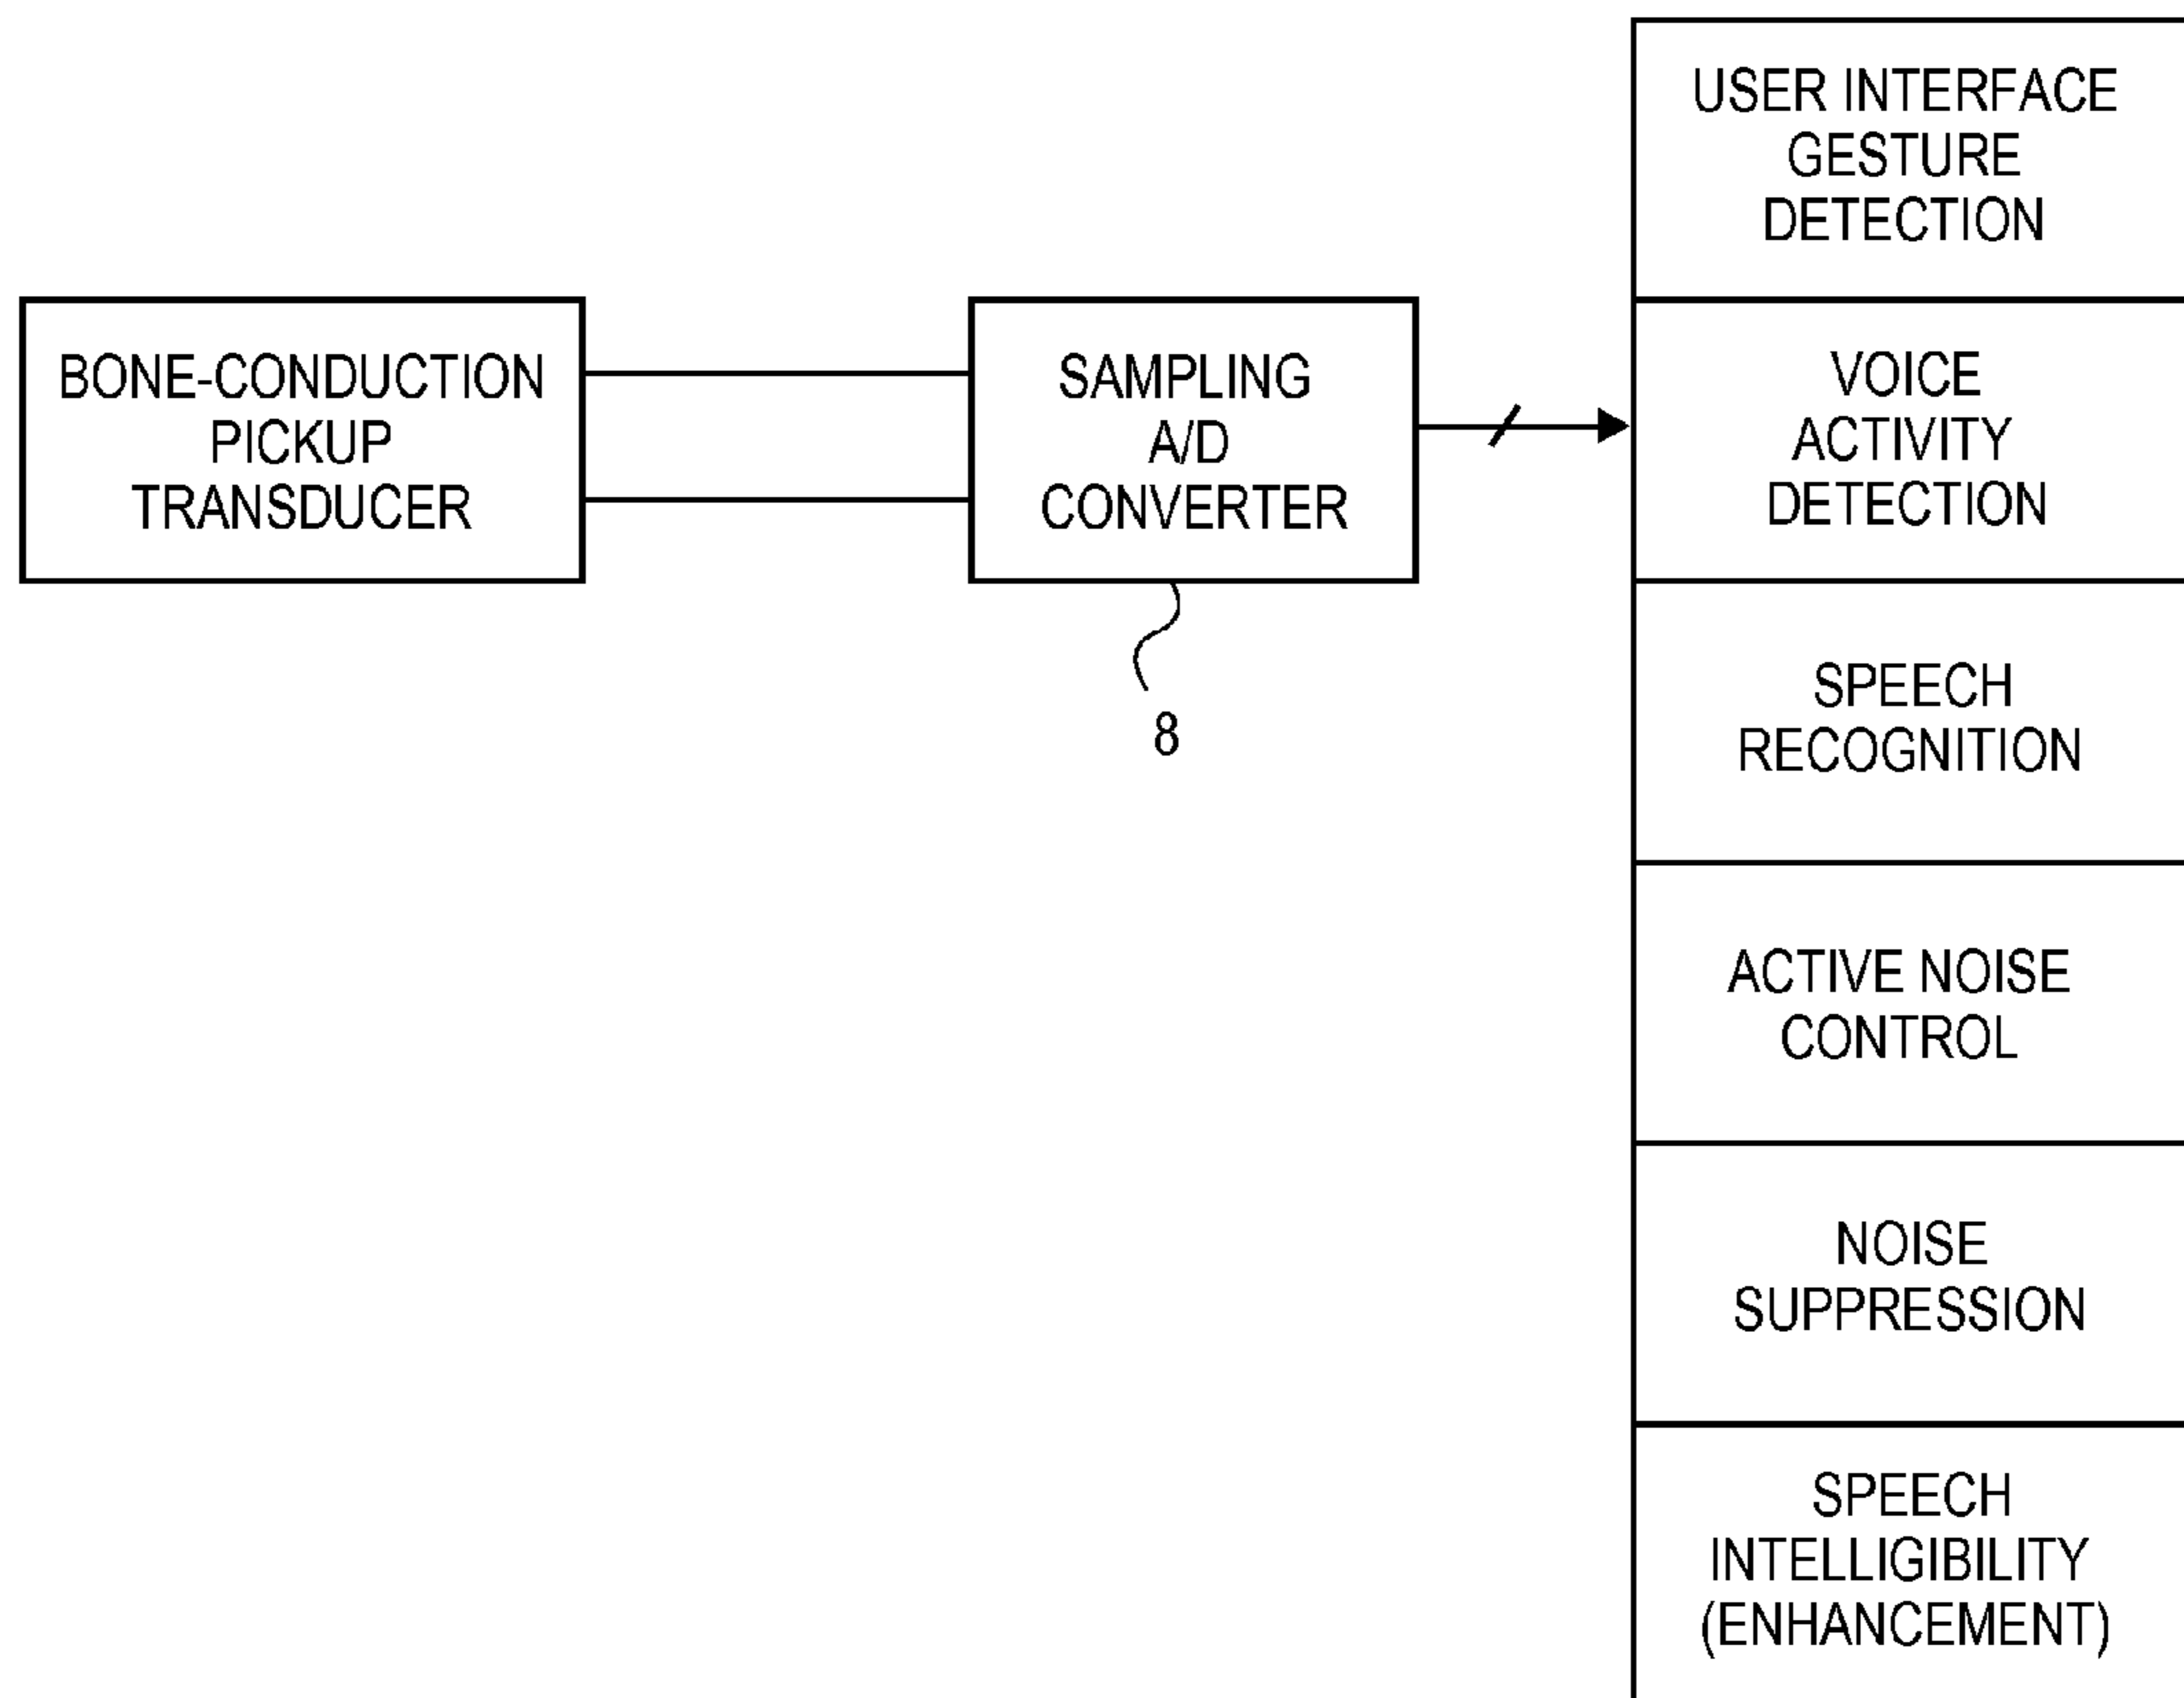 BONE-CONDUCTION
PICKUP
TRANSDUCER
SAMPLING
A/D
CONVERTER
8
USER INTERFACE
GESTURE
DETECTION
VOICE
ACTIVITY
DETECTION
SPEECH
RECOGNITION
ACTIVE NOISE
CONTROL
NOISE
SUPPRESSION
SPEECH
INTELLIGIBILITY
(ENHANCEMENT)